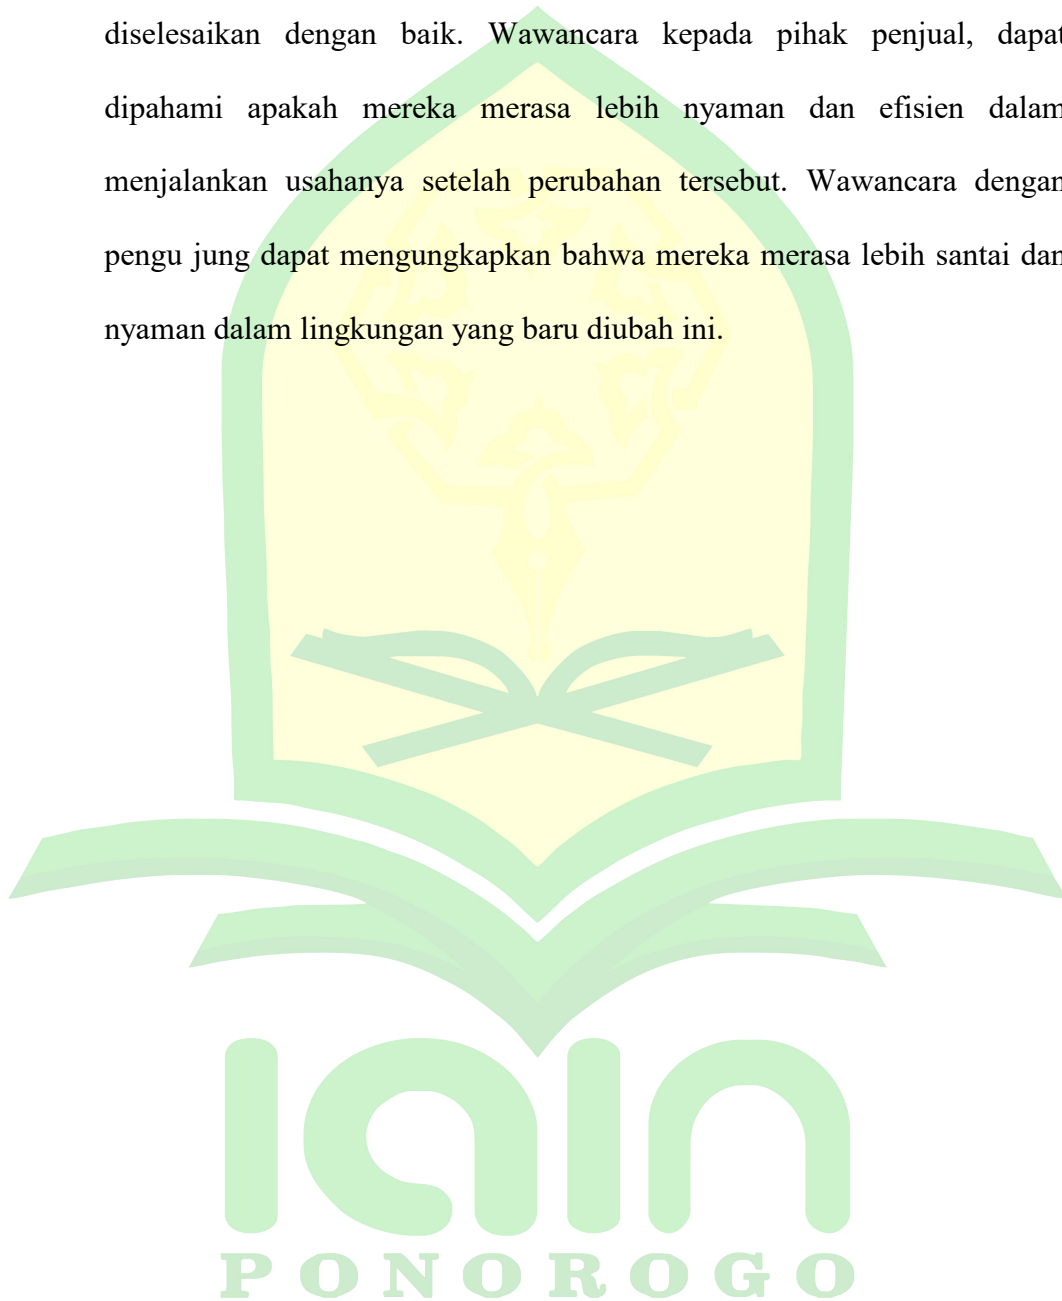 diselesaikan dengan baik. Wawancara kepada pihak penjual, dapat
dipahami apakah mereka merasa lebih nyaman dan efisien dalam
menjalankan usahanya setelah perubahan tersebut. Wawancara dengan
pengu jung dapat mengungkapkan bahwa mereka merasa lebih santai dan
nyaman dalam lingkungan yang baru diubah ini.
iain
PONOROGO